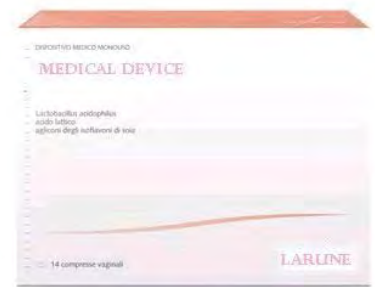 DISPOSITIVO MEDICO MONOUSO
MEDICAL DEVICE
Lactobacillus acidophilus
acido lattico
agliconi degli isoflavoni di soia
14 compresse vaginali
LARUNE